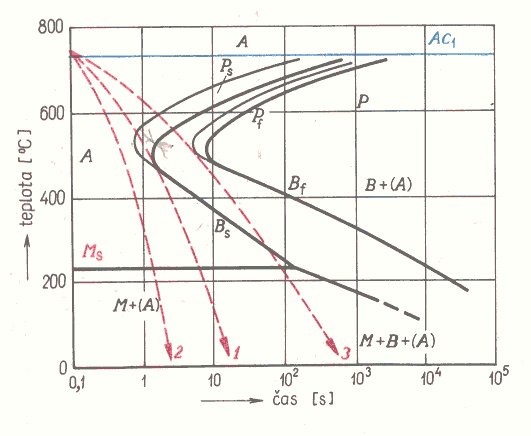 800
A
AC1
Ps
600
Pf
P
A
400
Bs
Bf
B+(A)
Ms
200
M+(A)
M+B+(A)
2
1
3
0
0,1
1
10
10²
10³
10⁴
10⁵
teplota [°C]
čas [s]